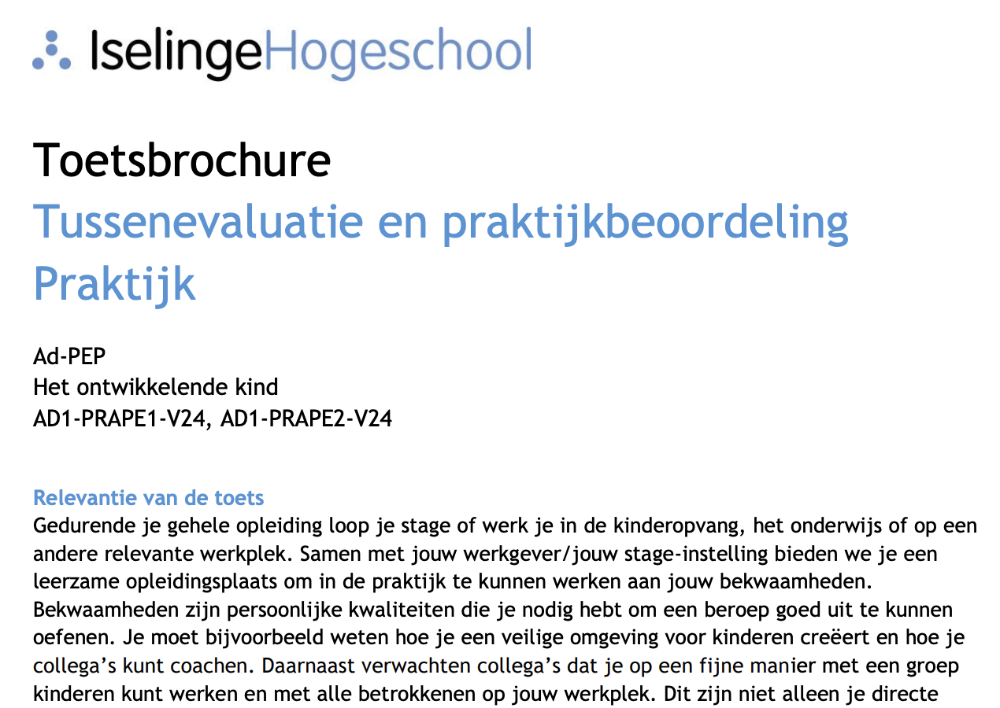 IselingeHogeschool
Toetsbrochure
Tussenevaluatie en praktijkbeoordeling
Praktijk
Ad-PEP
Het ontwikkelende kind
AD1-PRAPE1-V24, AD1-PRAPE2-V24
Relevantie van de toets
Gedurende je gehele opleiding loop je stage of werk je in de kinderopvang, het onderwijs of op een
andere relevante werkplek. Samen met jouw werkgever/jouw stage-instelling bieden we je een
leerzame opleidingsplaats om in de praktijk te kunnen werken aan jouw bekwaamheden.
Bekwaamheden zijn persoonlijke kwaliteiten die je nodig hebt om een beroep goed uit te kunnen
oefenen. Je moet bijvoorbeeld weten hoe je een veilige omgeving voor kinderen creëert en hoe je
collega’s kunt coachen. Daarnaast verwachten collega’s dat je op een fijne manier met een groep
kinderen kunt werken en met alle betrokkenen op jouw werkplek. Dit zijn niet alleen je directe